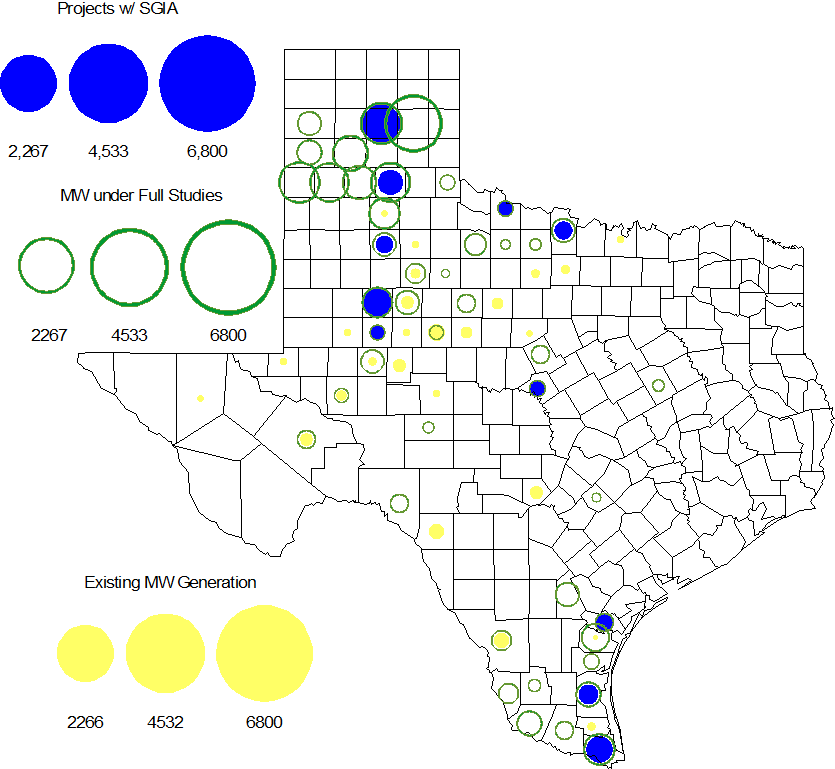 Projects w/ SGIA
2,267 4,533 6,800
MW under Full Studies
2267 4533 6800
Existing MW Generation
2266 4532 6800